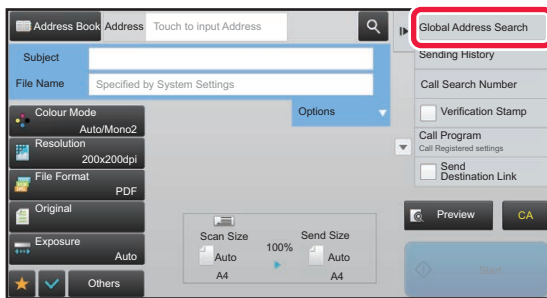 Address Book
Address
Touch to input Address
Subject
File Name
Specified by System Settings
Colour Mode
Auto/Mono2
Resolution
200x200dpi
File Format
PDF
Original
Exposure
Auto
Others
Options
Scan Size
Auto
A4
100%
Send Size
Auto
A4
Global Address Search
Sending History
Call Search Number
Verification Stamp
Call Program
Call Registered settings
Send
Destination Link
Preview
CA
Start